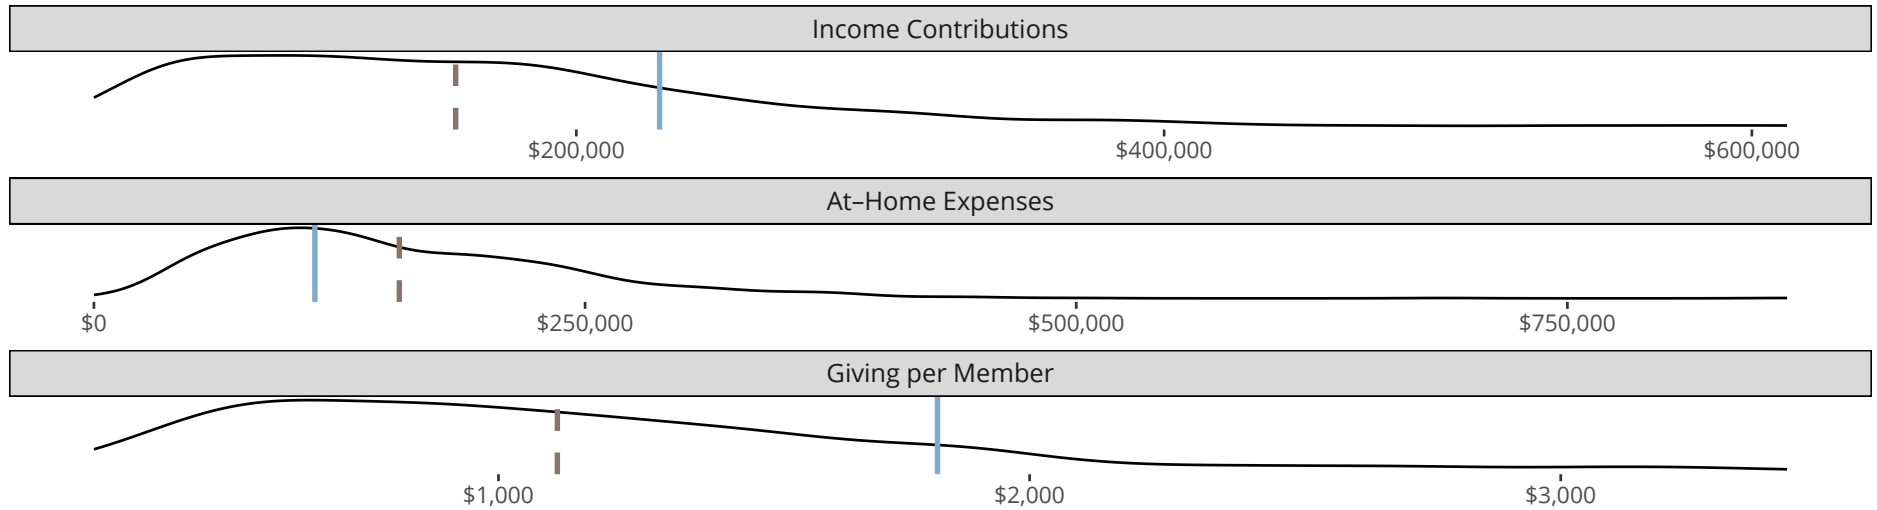 Income Contributions
$200,000 $400,000 $600,000
At–Home Expenses
$0 $250,000 $500,000 $750,000
Giving per Member
$1,000 $2,000 $3,000